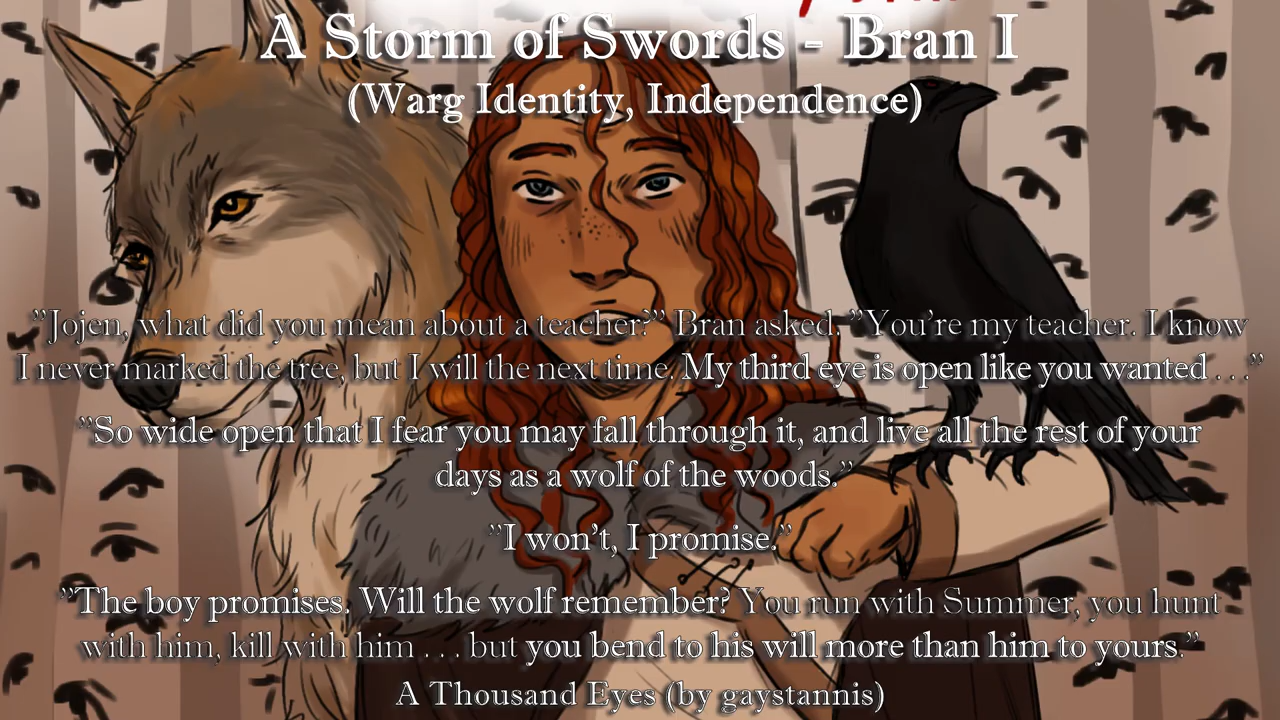 A Storm of Swords - Bran I
(Warg Identity, Independence)
"Jojen, what did you mean about a teacher?" Bran asked. "You're my teacher. I know
I never marked the tree, but I will the next time. My third eye is open like you wanted . . ."
"So wide open that I fear you may fall through it, and live all the rest of your
days as a wolf of the woods."
"I won't, I promise."
"The boy promises. Will the wolf remember? You run with Summer, you hunt
with him, kill with him . . . but you bend to his will more than him to yours."
A Thousand Eyes (by gaystannis)